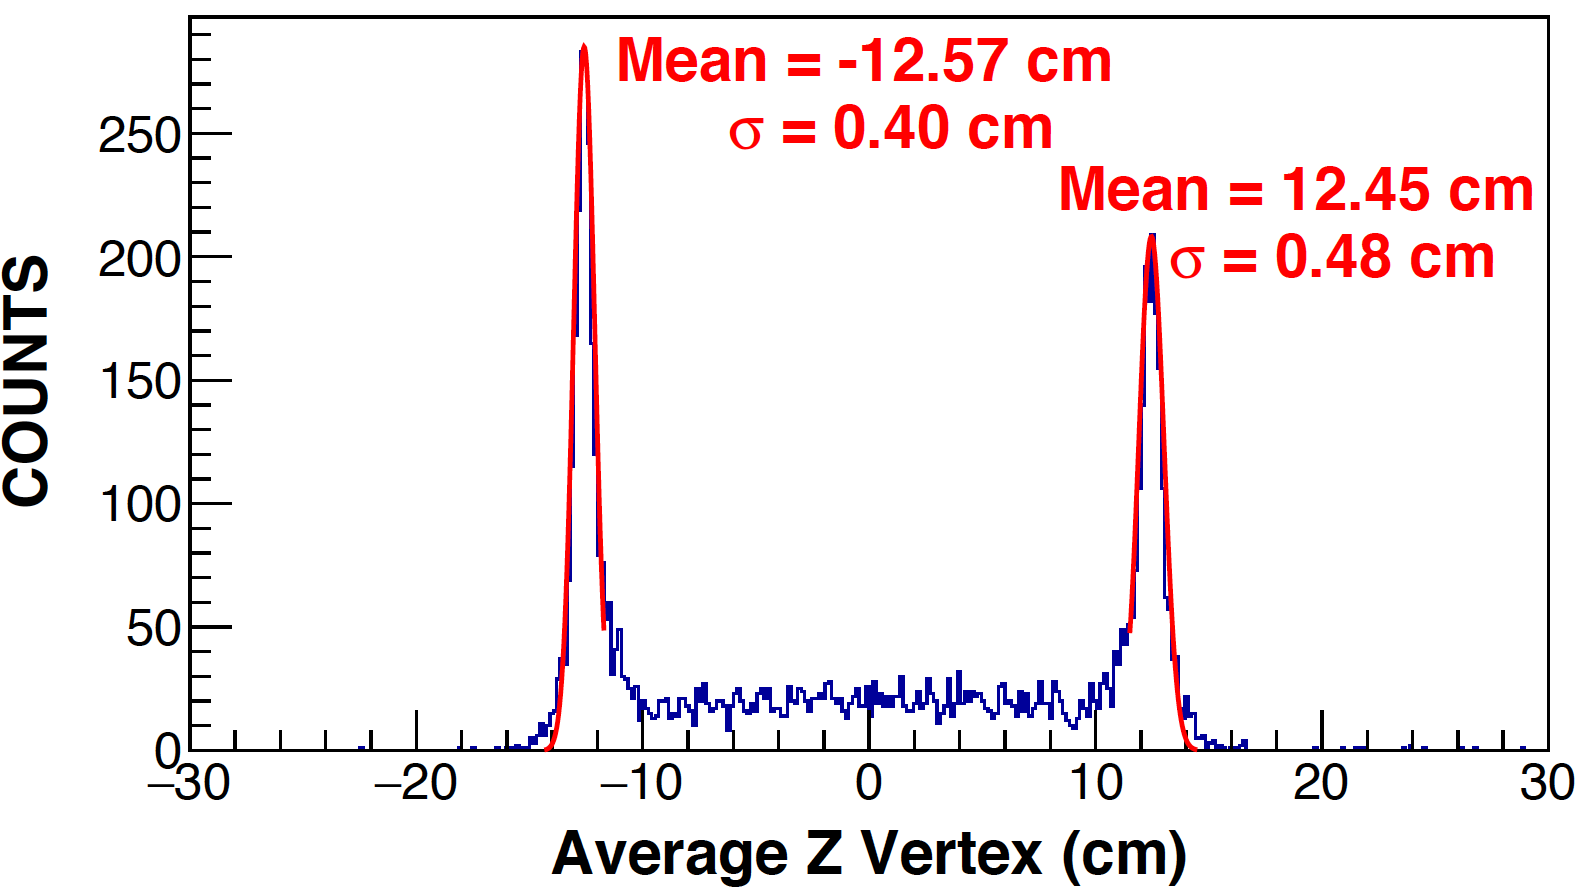 Mean = -12.57 cm
σ = 0.40 cm
Mean = 12.45 cm
σ = 0.48 cm
COUNTS
250
200
150
100
50
0
−30
−20
−10
0
10
20
30
Average Z Vertex (cm)